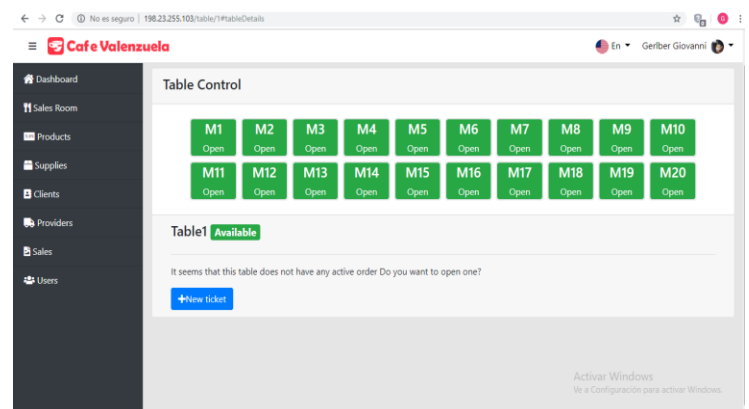 No es seguro | 198.23.255.103/table/1#tableDetails
G
Cafe Valenzuela
En
Gerlber Giovanni
Dashboard
Sales Room
Products
Supplies
Clients
Providers
Sales
Users
Table Control
M1 M2 M3 M4 M5 M6 M7 M8 M9 M10
Open Open Open Open Open Open Open Open Open Open
M11 M12 M13 M14 M15 M16 M17 M18 M19 M20
Open Open Open Open Open Open Open Open Open Open
Table1 Available
It seems that this table does not have any active order Do you want to open one?
+New ticket
Activar Windows
Ve a Configuración para activar Windows.